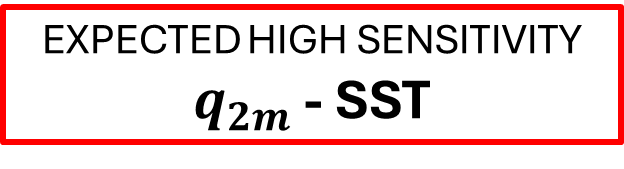 EXPECTED HIGH SENSITIVITY
q₂ₘ - SST